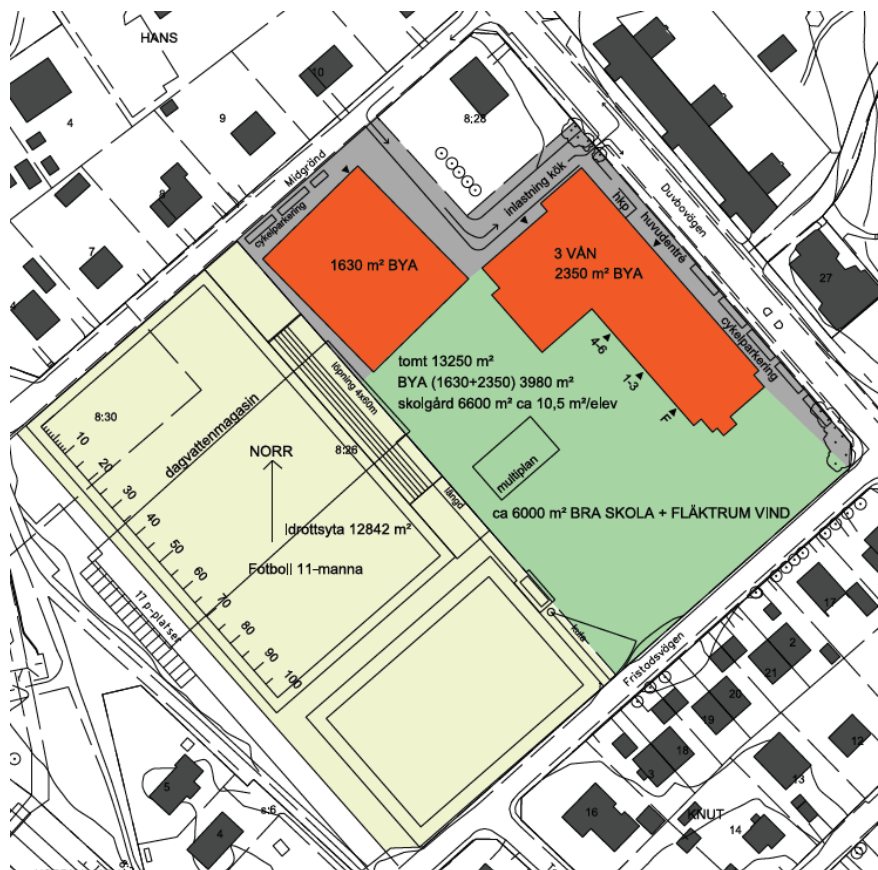 HANS
10
4
9
8;28
8
7
Midgränd
cykelparkering
inlastning kök
hkp
Duvbovägen
huvudentré
27
1630 m² BYA
3 VÅN
2350 m² BYA
cykelparkering
4-6
1-3
F
tomt 13250 m²
BYA (1630+2350) 3980 m²
skolgård 6600 m² ca 10,5 m²/elev
löpning 4x60m
dagvattenmagasin
8:30
8:26
NORR
multiplan
längd
ca 6000 m² BRA SKOLA + FLÄKTRUM VIND
Idrottsyta 12842 m²
Fotboll 11-manna
10
20
30
40
50
60
70
80
90
100
17 p-platser
kula
Fristadsvägen
17
2
21
20
19
18
3
12
13
16
KNUT
14
5
4
6:6